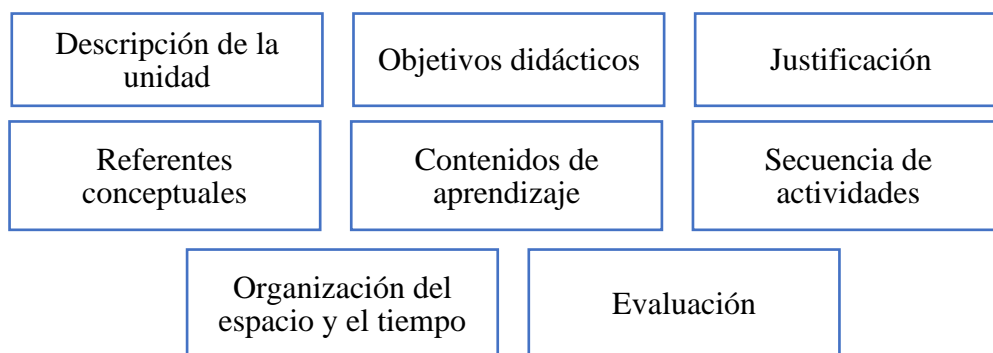 Descripción de la
unidad
Objetivos didácticos
Justificación
Referentes
conceptuales
Contenidos de
aprendizaje
Secuencia de
actividades
Organización del
espacio y el tiempo
Evaluación